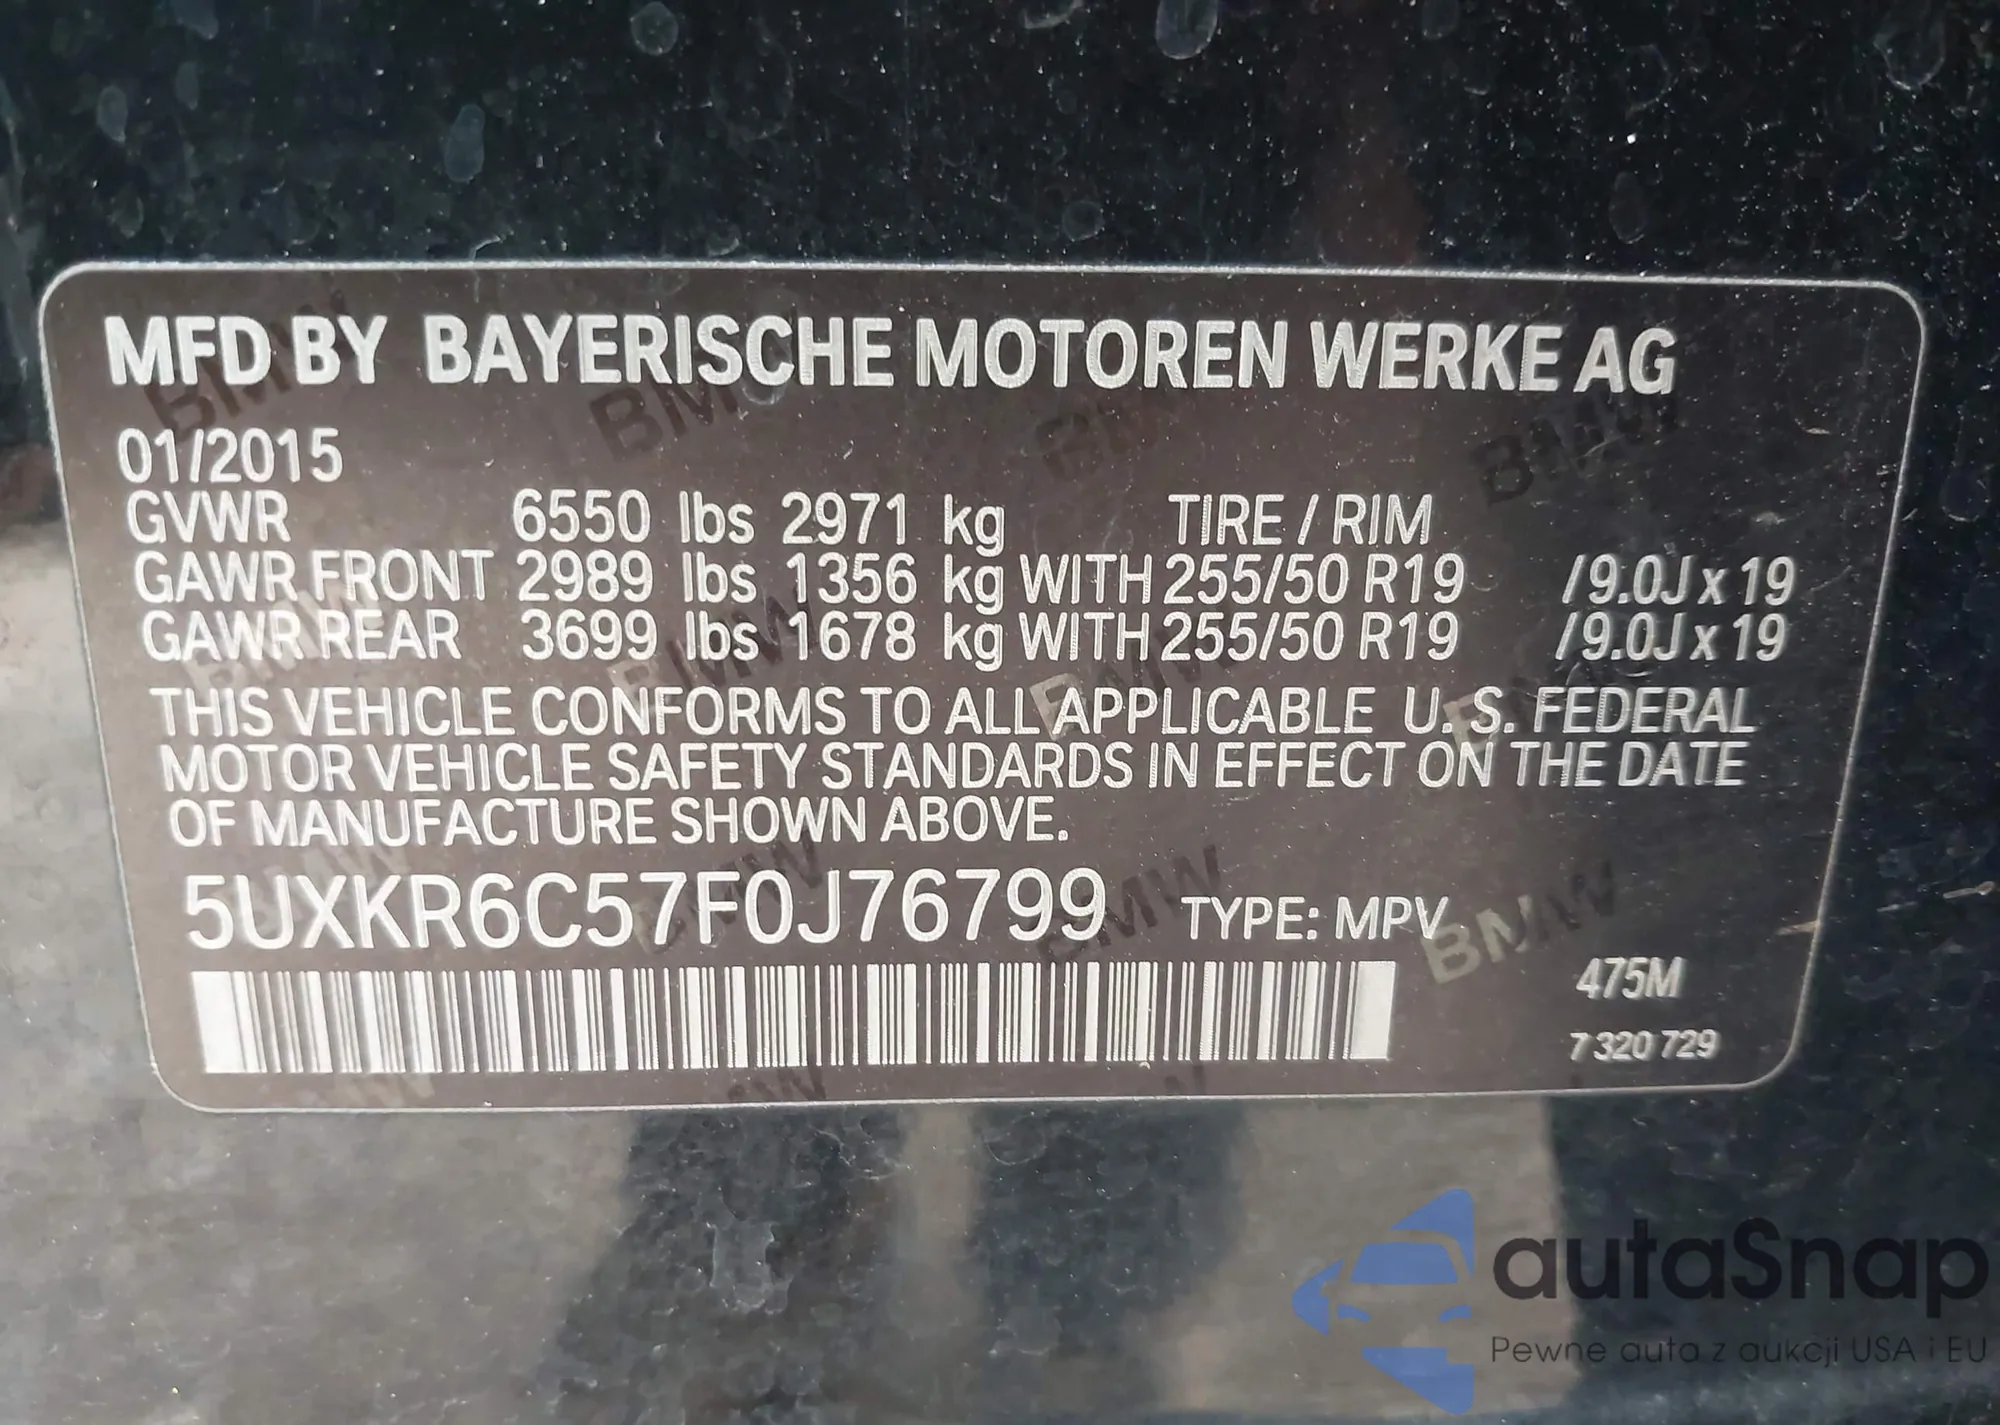 MFD BY BAYERISCHE MOTOREN WERKE AG
01/2015
GVWR 6550 lbs 2971 kg TIRE / RIM
GAWR FRONT 2989 lbs 1356 kg WITH 255/50 R19 /9.0J x 19
GAWR REAR 3699 lbs 1678 kg WITH 255/50 R19 /9.0J x 19
THIS VEHICLE CONFORMS TO ALL APPLICABLE U. S. FEDERAL
MOTOR VEHICLE SAFETY STANDARDS IN EFFECT ON THE DATE
OF MANUFACTURE SHOWN ABOVE.
5UXKR6C57F0J76799 TYPE: MPV
475M
7 320 729
autaSnap
Pewne auta z aukcji USA i EU